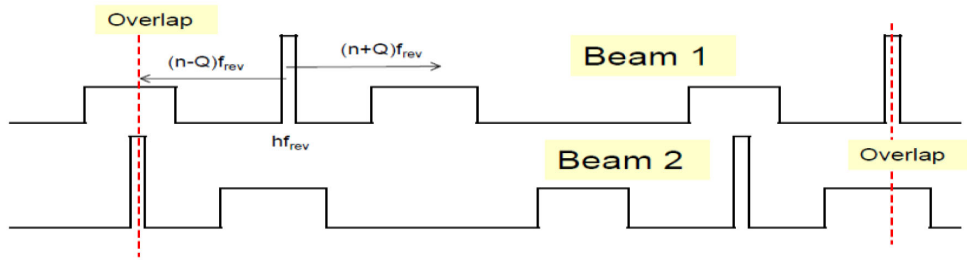 Overlap
(n-Q)f_rev
(n+Q)f_rev
Beam 1
hf_rev
Beam 2
Overlap